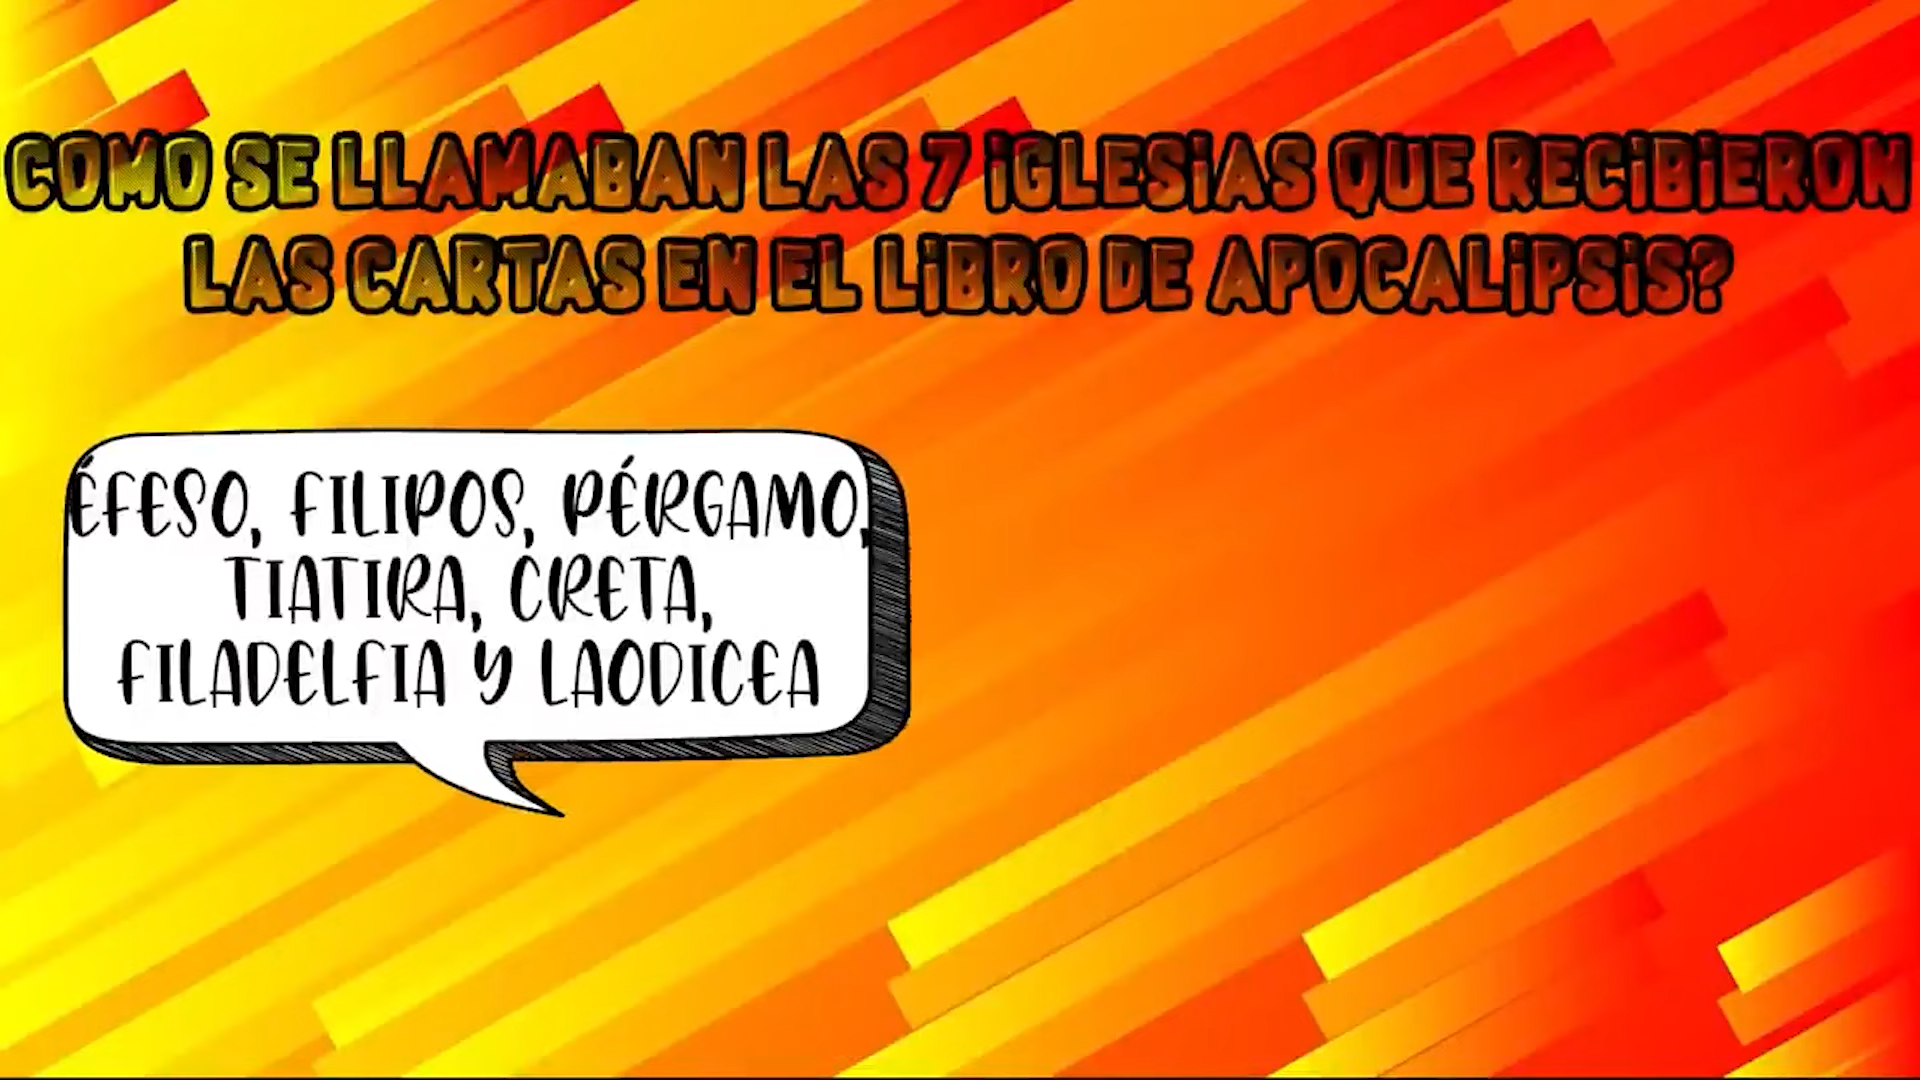 COMO SE LLAMABAN LAS 7 IGLESIAS QUE RECIBIERON
LAS CARTAS EN EL LIBRO DE APOCALIPSIS?
ÉFESO, FILIPOS, PÉRGAMO,
TIATIRA, CRETA,
FILADELFIA Y LAODICEA